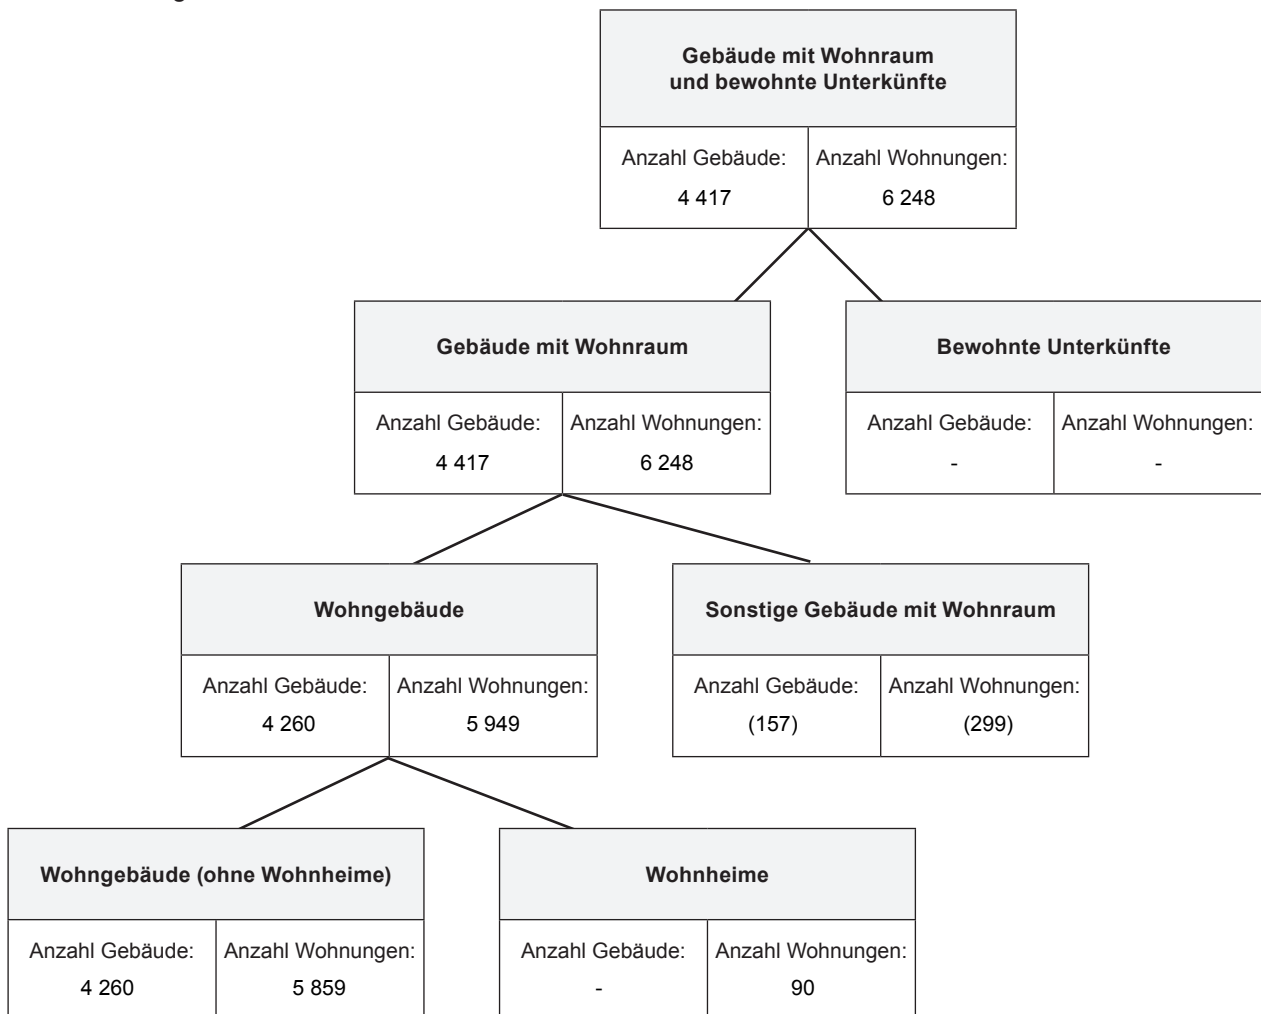 Gebäude mit Wohnraum
und bewohnte Unterkünfte
Anzahl Gebäude: Anzahl Wohnungen:
4 417 6 248
Gebäude mit Wohnraum Bewohnte Unterkünfte
Anzahl Gebäude: Anzahl Wohnungen: Anzahl Gebäude: Anzahl Wohnungen:
4 417 6 248 - -
Wohngebäude Sonstige Gebäude mit Wohnraum
Anzahl Gebäude: Anzahl Wohnungen: Anzahl Gebäude: Anzahl Wohnungen:
4 260 5 949 (157) (299)
Wohngebäude (ohne Wohnheime) Wohnheime
Anzahl Gebäude: Anzahl Wohnungen: Anzahl Gebäude: Anzahl Wohnungen:
4 260 5 859 - 90